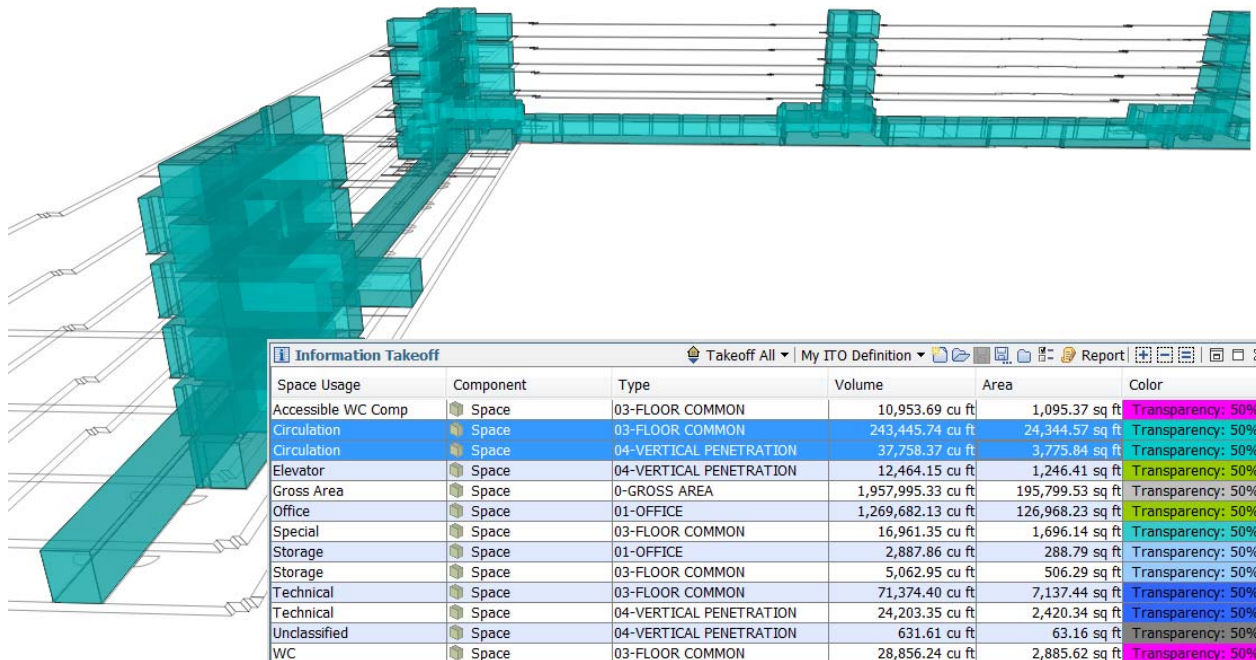 Information Takeoff Takeoff All My ITO Definition Report
Space Usage Component Type Volume Area Color
Accessible WC Comp Space 03-FLOOR COMMON 10,953.69 cu ft 1,095.37 sq ft Transparency: 50%
Circulation Space 03-FLOOR COMMON 243,445.74 cu ft 24,344.57 sq ft Transparency: 50%
Circulation Space 04-VERTICAL PENETRATION 37,758.37 cu ft 3,775.84 sq ft Transparency: 50%
Elevator Space 04-VERTICAL PENETRATION 12,464.15 cu ft 1,246.41 sq ft Transparency: 50%
Gross Area Space 0-GROSS AREA 1,957,995.33 cu ft 195,799.53 sq ft Transparency: 50%
Office Space 01-OFFICE 1,269,682.13 cu ft 126,968.23 sq ft Transparency: 50%
Special Space 03-FLOOR COMMON 16,961.35 cu ft 1,696.14 sq ft Transparency: 50%
Storage Space 01-OFFICE 2,887.86 cu ft 288.79 sq ft Transparency: 50%
Storage Space 03-FLOOR COMMON 5,062.95 cu ft 506.29 sq ft Transparency: 50%
Technical Space 03-FLOOR COMMON 71,374.40 cu ft 7,137.44 sq ft Transparency: 50%
Technical Space 04-VERTICAL PENETRATION 24,203.35 cu ft 2,420.34 sq ft Transparency: 50%
Unclassified Space 04-VERTICAL PENETRATION 631.61 cu ft 63.16 sq ft Transparency: 50%
WC Space 03-FLOOR COMMON 28,856.24 cu ft 2,885.62 sq ft Transparency: 50%